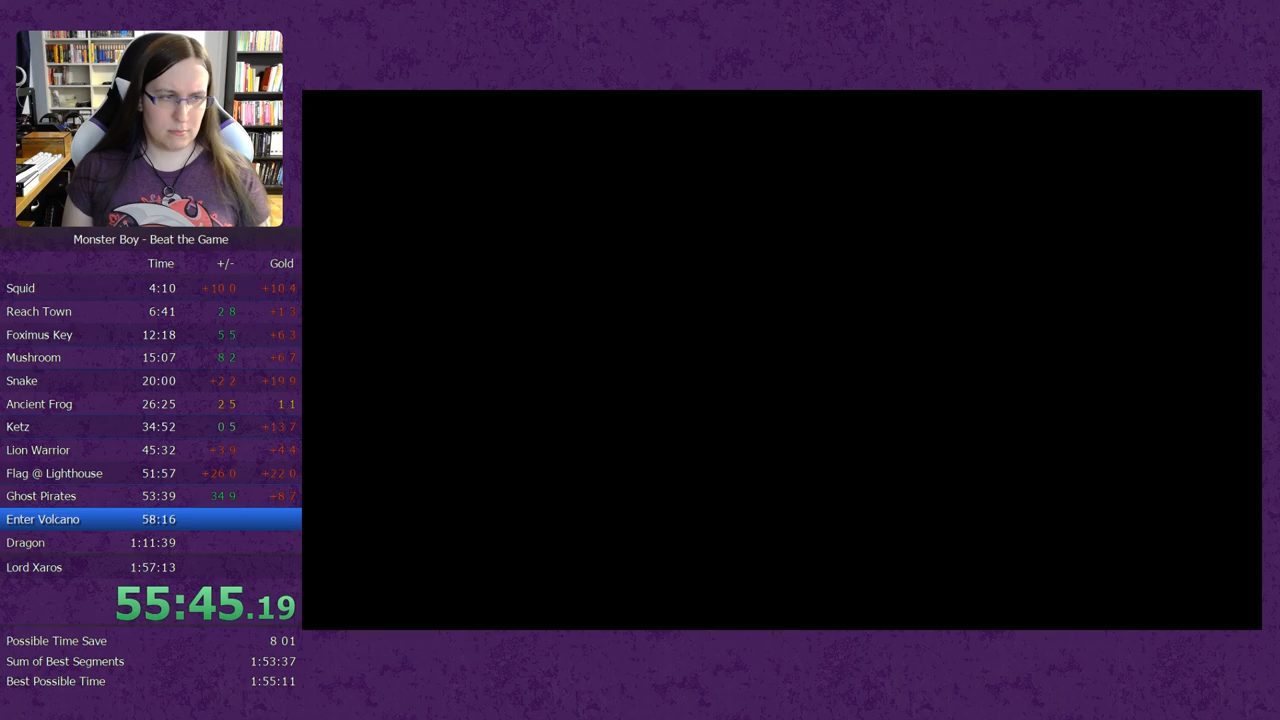 Monster Boy - Beat the Game
Time +/- Gold
Squid 4:10 +10 0 +10 4
Reach Town 6:41 2 8 +1 3
Foximus Key 12:18 5 5 +6 3
Mushroom 15:07 8 2 +6 7
Snake 20:00 +2 2 +19 9
Ancient Frog 26:25 2 5 1 1
Ketz 34:52 0 5 +13 7
Lion Warrior 45:32 +3 9 +4 4
Flag @ Lighthouse 51:57 +26 0 +22 0
Ghost Pirates 53:39 34 9 +8 7
Enter Volcano 58:16
Dragon 1:11:39
Lord Xaros 1:57:13
55:45.19
Possible Time Save 8 01
Sum of Best Segments 1:53:37
Best Possible Time 1:55:11